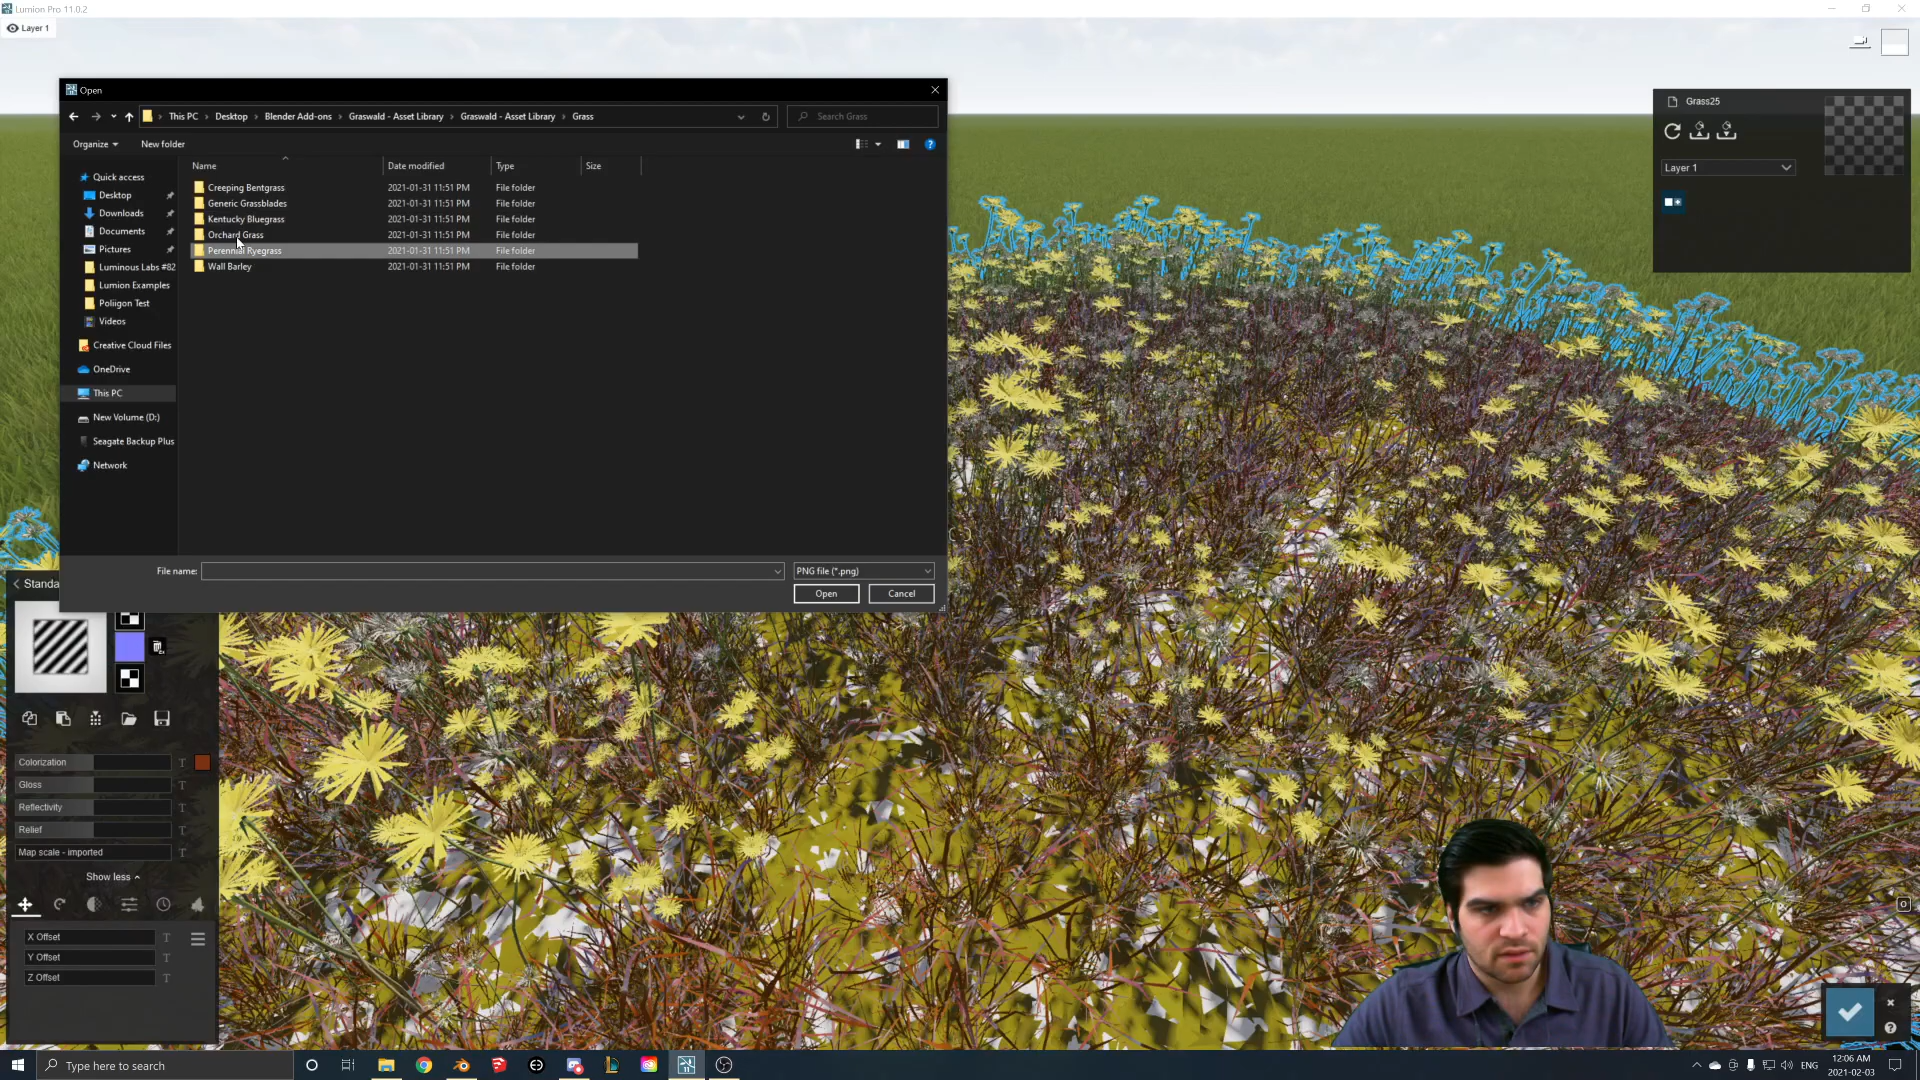 Lumion Pro 11.0.2
Layer 1
Open
This PC > Desktop > Blender Add-ons > Graswald - Asset Library > Graswald - Asset Library > Grass
Search Grass
Organize
New folder
Name
Date modified
Type
Size
Quick access
Desktop
Downloads
Documents
Pictures
Luminous Labs #82
Lumion Examples
Poliigon Test
Videos
Creative Cloud Files
OneDrive
This PC
New Volume (D:)
Seagate Backup Plus
Network
Creeping Bentgrass 2021-01-31 11:51 PM File folder
Generic Grassblades 2021-01-31 11:51 PM File folder
Kentucky Bluegrass 2021-01-31 11:51 PM File folder
Orchard Grass 2021-01-31 11:51 PM File folder
Perennial Ryegrass 2021-01-31 11:51 PM File folder
Wall Barley 2021-01-31 11:51 PM File folder
File name:
PNG file (*.png)
Open
Cancel
Grass25
Layer 1
Standa
Colorization T
Gloss T
Reflectivity T
Relief T
Map scale - imported T
Show less
X Offset T
Y Offset T
Z Offset T
Type here to search
ENG
12:06 AM
2021-02-03